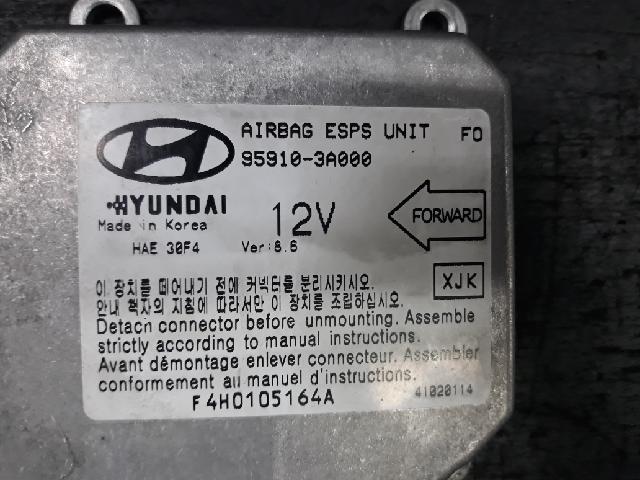 AIRBAG ESPS UNIT FO
95910-3A000
HYUNDAI 12V FORWARD
Made in Korea
HAE 30F4 Ver:6.6
XJK
이 장치를 떼어내기 전에 커넥터를 분리시키시오.
안내 책자의 지침에 따라서만 이 장치를 조립하십시오.
Detach connector before unmounting. Assemble
strictly according to manual instructions.
Avant démontage enlever connecteur. Assembler
conformement au manuel d'instructions.
F4H0105164A 41020114